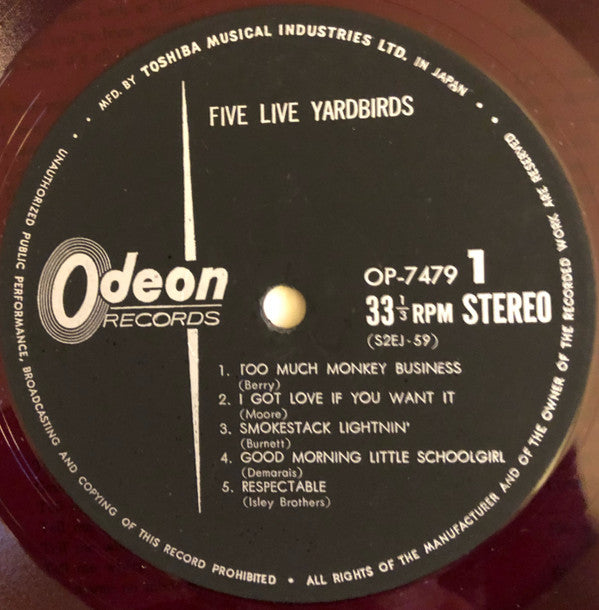 MFD. BY TOSHIBA MUSICAL INDUSTRIES LTD. IN JAPAN
FIVE LIVE YARDBIRDS
Odeon
RECORDS
OP-7479 1
33⅓ RPM STEREO
(S2EJ-59)
1. TOO MUCH MONKEY BUSINESS
(Berry)
2. I GOT LOVE IF YOU WANT IT
(Moore)
3. SMOKESTACK LIGHTNIN'
(Burnett)
4. GOOD MORNING LITTLE SCHOOLGIRL
(Demarais)
5. RESPECTABLE
(Isley Brothers)
• ALL RIGHTS OF THE MANUFACTURER AND OF THE OWNER OF THE RECORDED WORK ARE RESERVED •
• UNAUTHORIZED PUBLIC PERFORMANCE, BROADCASTING AND COPYING OF THIS RECORD PROHIBITED